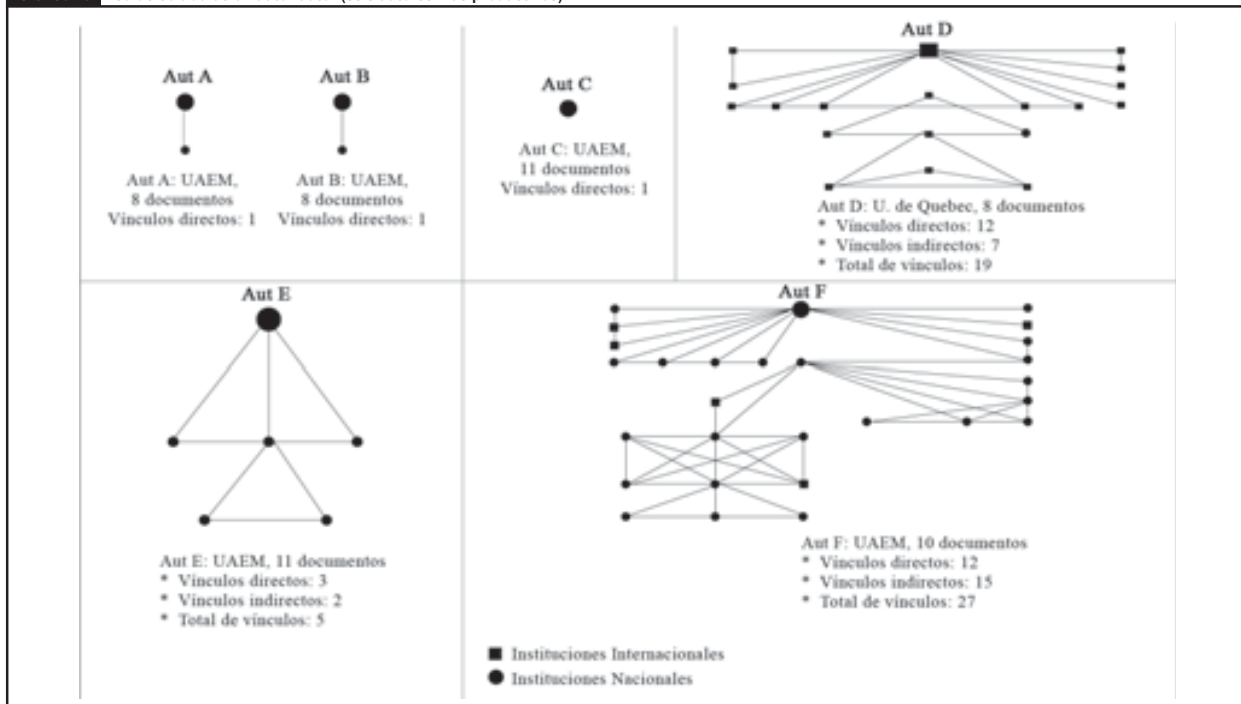 Aut A
Aut A: UAEM,
8 documentos
Vínculos directos: 1
Aut B
Aut B: UAEM,
8 documentos
Vínculos directos: 1
Aut C
Aut C: UAEM,
11 documentos
Vínculos directos: 1
Aut D
Aut D: U. de Quebec, 8 documentos
* Vínculos directos: 12
* Vínculos indirectos: 7
* Total de vínculos: 19
Aut E
Aut E: UAEM, 11 documentos
* Vínculos directos: 3
* Vínculos indirectos: 2
* Total de vínculos: 5
Aut F
Aut F: UAEM, 10 documentos
* Vínculos directos: 12
* Vínculos indirectos: 15
* Total de vínculos: 27
Instituciones Internacionales
Instituciones Nacionales